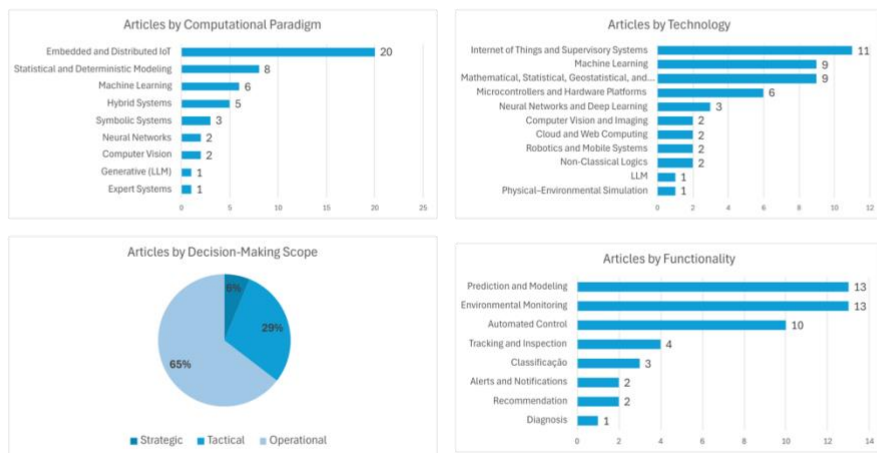 Articles by Computational Paradigm
Embedded and Distributed IoT 20
Statistical and Deterministic Modeling 8
Machine Learning 6
Hybrid Systems 5
Symbolic Systems 3
Neural Networks 2
Computer Vision 2
Generative (LLM) 1
Expert Systems 1
0 5 10 15 20 25
Articles by Technology
Internet of Things and Supervisory Systems 11
Machine Learning 9
Mathematical, Statistical, Geostatistical, and... 9
Microcontrollers and Hardware Platforms 6
Neural Networks and Deep Learning 3
Computer Vision and Imaging 2
Cloud and Web Computing 2
Robotics and Mobile Systems 2
Non-Classical Logics 2
LLM 1
Physical–Environmental Simulation 1
0 2 4 6 8 10 12
Articles by Decision-Making Scope
6%
29%
65%
Strategic Tactical Operational
Articles by Functionality
Prediction and Modeling 13
Environmental Monitoring 13
Automated Control 10
Tracking and Inspection 4
Classificação 3
Alerts and Notifications 2
Recommendation 2
Diagnosis 1
0 2 4 6 8 10 12 14